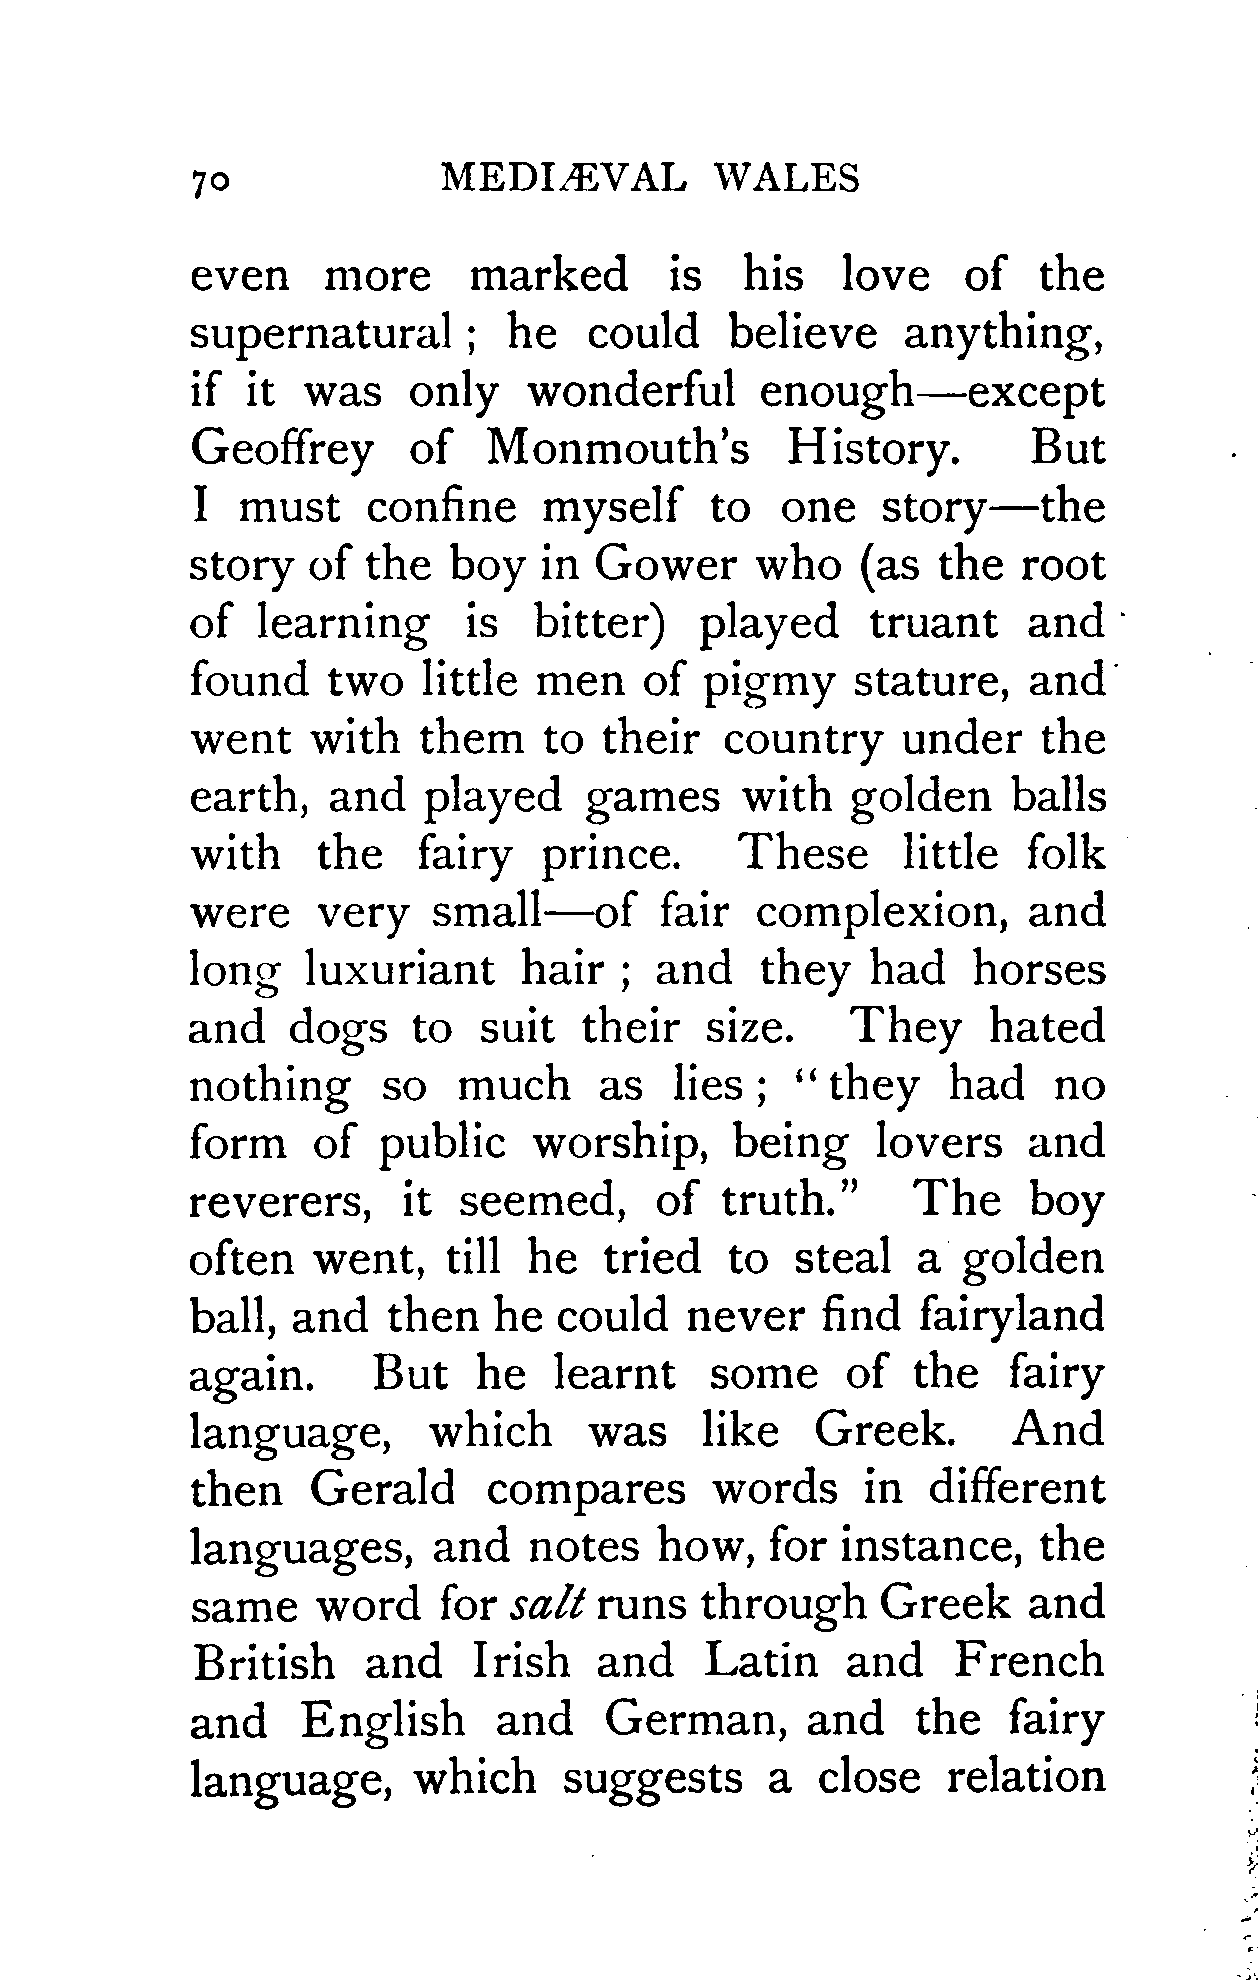 70 MEDIÆVAL WALES
even more marked is his love of the
supernatural ; he could believe anything,
if it was only wonderful enough—except
Geoffrey of Monmouth's History. But
I must confine myself to one story—the
story of the boy in Gower who (as the root
of learning is bitter) played truant and
found two little men of pigmy stature, and
went with them to their country under the
earth, and played games with golden balls
with the fairy prince. These little folk
were very small—of fair complexion, and
long luxuriant hair ; and they had horses
and dogs to suit their size. They hated
nothing so much as lies ; “they had no
form of public worship, being lovers and
reverers, it seemed, of truth.” The boy
often went, till he tried to steal a golden
ball, and then he could never find fairyland
again. But he learnt some of the fairy
language, which was like Greek. And
then Gerald compares words in different
languages, and notes how, for instance, the
same word for salt runs through Greek and
British and Irish and Latin and French
and English and German, and the fairy
language, which suggests a close relation